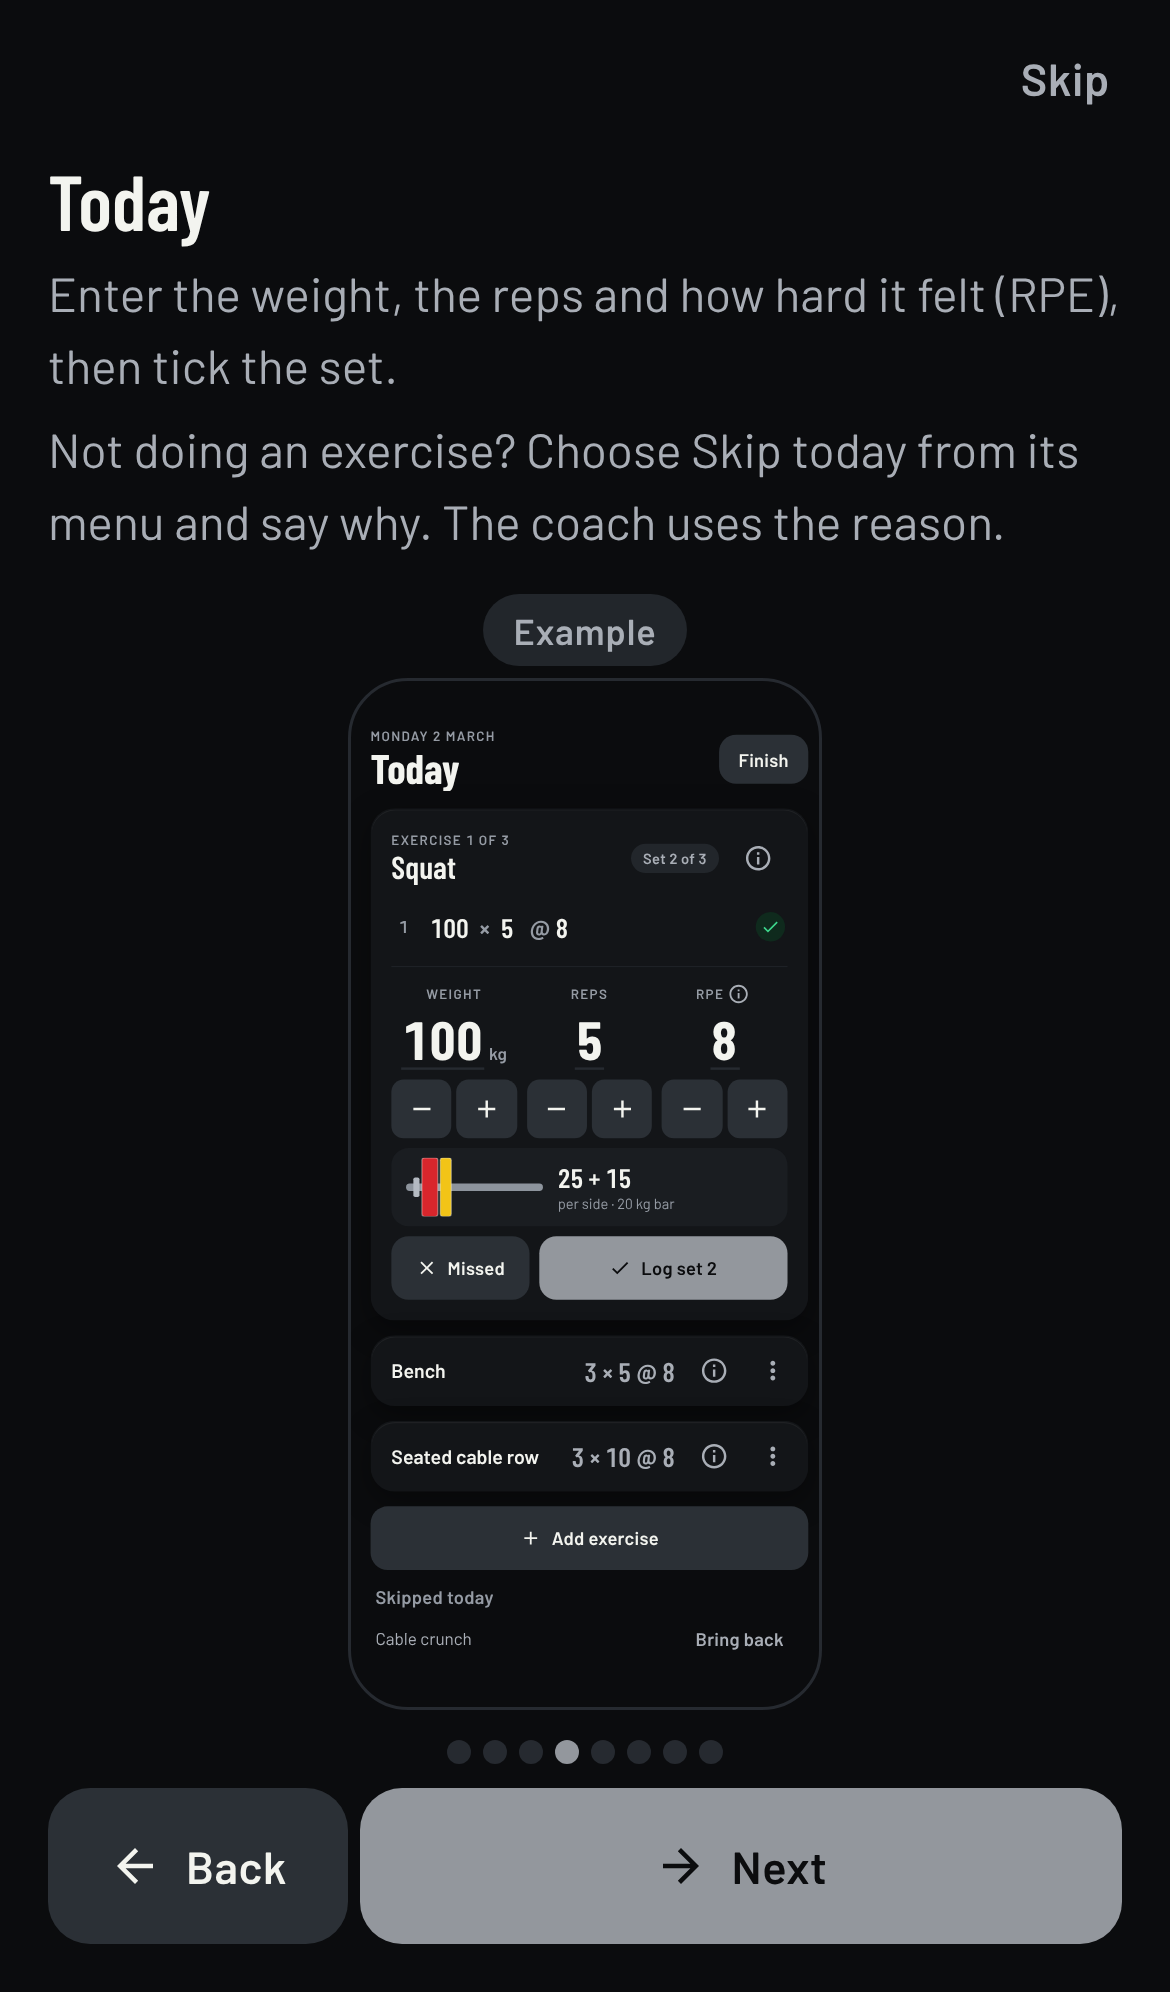 Skip
Today
Enter the weight, the reps and how hard it felt (RPE),
then tick the set.
Not doing an exercise? Choose Skip today from its
menu and say why. The coach uses the reason.
Example
MONDAY 2 MARCH
Today
Finish
EXERCISE 1 OF 3
Squat
Set 2 of 3
1 100 × 5 @ 8
WEIGHT REPS RPE
100 kg 5 8
25 + 15
per side · 20 kg bar
Missed
Log set 2
Bench 3 × 5 @ 8
Seated cable row 3 × 10 @ 8
Add exercise
Skipped today
Cable crunch Bring back
Back
Next